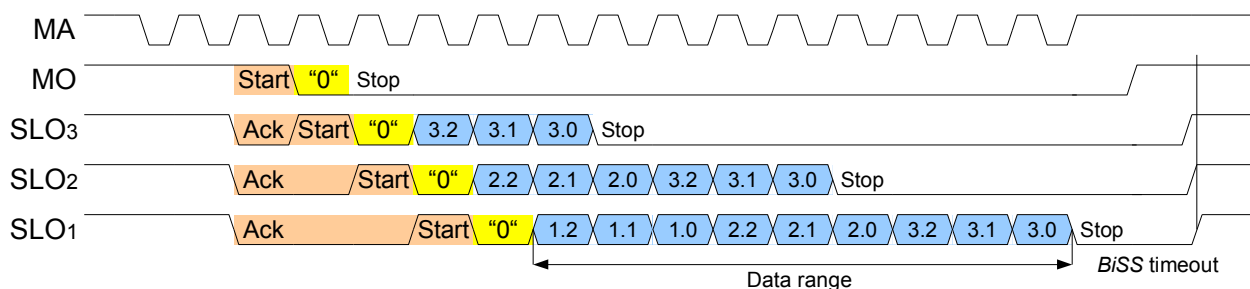 MA
MO Start “0“ Stop
SLO3 Ack Start “0“ 3.2 3.1 3.0 Stop
SLO2 Ack Start “0“ 2.2 2.1 2.0 3.2 3.1 3.0 Stop
SLO1 Ack Start “0“ 1.2 1.1 1.0 2.2 2.1 2.0 3.2 3.1 3.0 Stop
Data range BiSS timeout